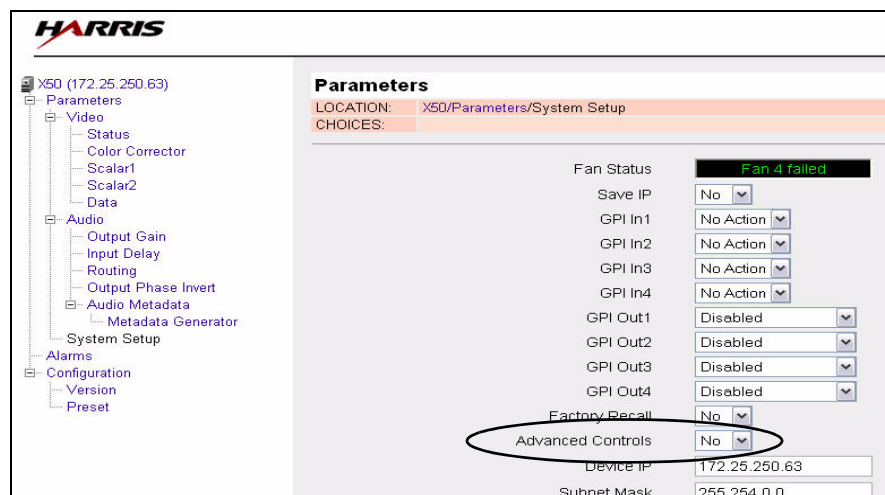 HARRIS
X50 (172.25.250.63)
Parameters
Video
Status
Color Corrector
Scalar1
Scalar2
Data
Audio
Output Gain
Input Delay
Routing
Output Phase Invert
Audio Metadata
Metadata Generator
System Setup
Alarms
Configuration
Version
Preset
Parameters
LOCATION: X50/Parameters/System Setup
CHOICES:
Fan Status Fan 4 failed
Save IP No
GPI In1 No Action
GPI In2 No Action
GPI In3 No Action
GPI In4 No Action
GPI Out1 Disabled
GPI Out2 Disabled
GPI Out3 Disabled
GPI Out4 Disabled
Factory Recall No
Advanced Controls No
Device IP 172.25.250.63
Subnet Mask 255.254.0.0